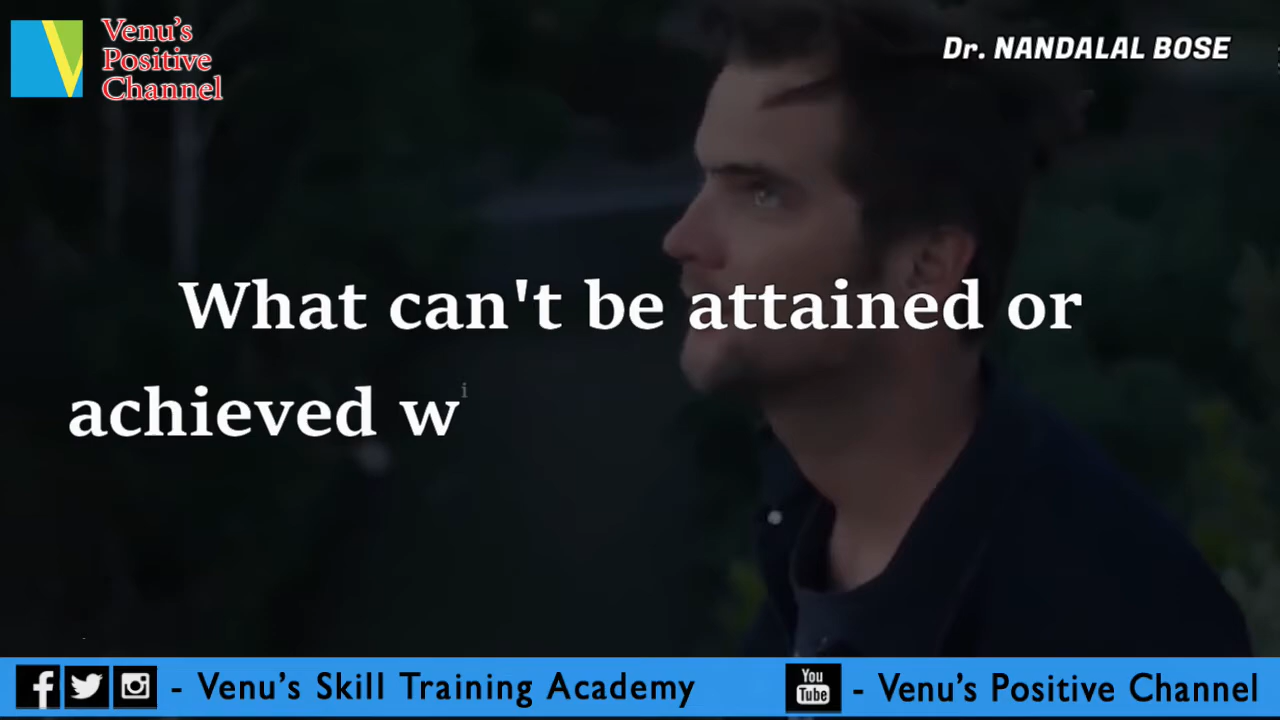 Venu's
Positive
Channel
Dr. NANDALAL BOSE
What can't be attained or
achieved wi
- Venu's Skill Training Academy
You
Tube
- Venu's Positive Channel